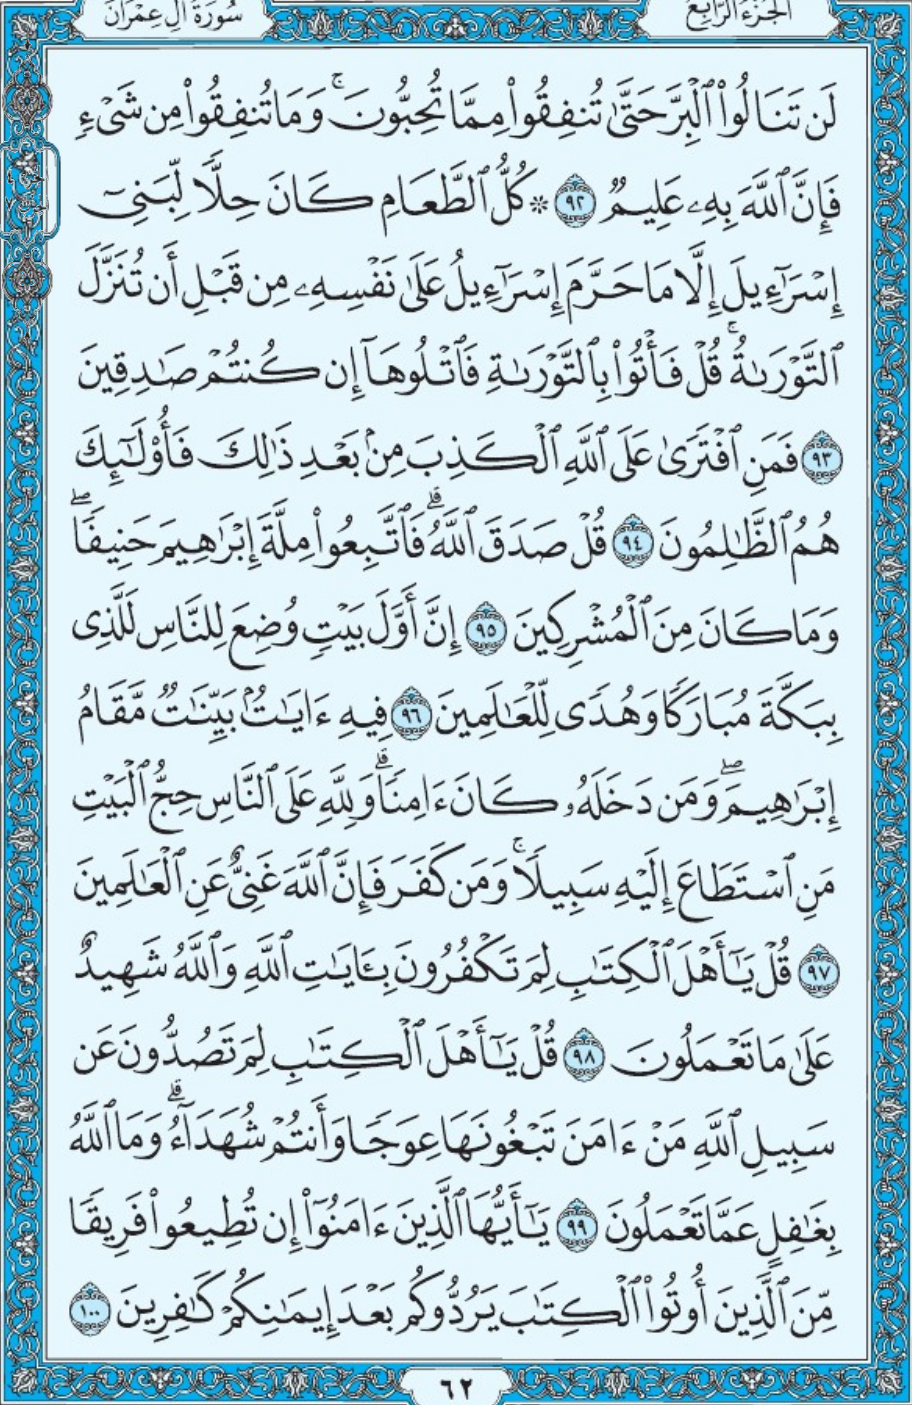 الجزء الرابع
سورة آل عمران
لَن تَنَالُوا۟ ٱلْبِرَّ حَتَّىٰ تُنفِقُوا۟ مِمَّا تُحِبُّونَ ۚ وَمَا تُنفِقُوا۟ مِن شَىْءٍ
فَإِنَّ ٱللَّهَ بِهِۦ عَلِيمٌ ٩٢ ۞ كُلُّ ٱلطَّعَامِ كَانَ حِلًّا لِّبَنِىٓ
إِسْرَٰٓءِيلَ إِلَّا مَا حَرَّمَ إِسْرَٰٓءِيلُ عَلَىٰ نَفْسِهِۦ مِن قَبْلِ أَن تُنَزَّلَ
ٱلتَّوْرَىٰةُ ۚ قُلْ فَأْتُوا۟ بِٱلتَّوْرَىٰةِ فَٱتْلُوهَآ إِن كُنتُمْ صَٰدِقِينَ
٩٣ فَمَنِ ٱفْتَرَىٰ عَلَى ٱللَّهِ ٱلْكَذِبَ مِنۢ بَعْدِ ذَٰلِكَ فَأُو۟لَٰٓئِكَ
هُمُ ٱلظَّٰلِمُونَ ٩٤ قُلْ صَدَقَ ٱللَّهُ ۗ فَٱتَّبِعُوا۟ مِلَّةَ إِبْرَٰهِيمَ حَنِيفًا ۖ
وَمَا كَانَ مِنَ ٱلْمُشْرِكِينَ ٩٥ إِنَّ أَوَّلَ بَيْتٍ وُضِعَ لِلنَّاسِ لَلَّذِى
بِبَكَّةَ مُبَارَكًا وَهُدًى لِّلْعَٰلَمِينَ ٩٦ فِيهِ ءَايَٰتٌۢ بَيِّنَٰتٌ مَّقَامُ
إِبْرَٰهِيمَ ۖ وَمَن دَخَلَهُۥ كَانَ ءَامِنًا ۗ وَلِلَّهِ عَلَى ٱلنَّاسِ حِجُّ ٱلْبَيْتِ
مَنِ ٱسْتَطَاعَ إِلَيْهِ سَبِيلًا ۚ وَمَن كَفَرَ فَإِنَّ ٱللَّهَ غَنِىٌّ عَنِ ٱلْعَٰلَمِينَ
٩٧ قُلْ يَٰٓأَهْلَ ٱلْكِتَٰبِ لِمَ تَكْفُرُونَ بِـَٔايَٰتِ ٱللَّهِ وَٱللَّهُ شَهِيدٌ
عَلَىٰ مَا تَعْمَلُونَ ٩٨ قُلْ يَٰٓأَهْلَ ٱلْكِتَٰبِ لِمَ تَصُدُّونَ عَن
سَبِيلِ ٱللَّهِ مَنْ ءَامَنَ تَبْغُونَهَا عِوَجًا وَأَنتُمْ شُهَدَآءُ ۗ وَمَا ٱللَّهُ
بِغَٰفِلٍ عَمَّا تَعْمَلُونَ ٩٩ يَٰٓأَيُّهَا ٱلَّذِينَ ءَامَنُوٓا۟ إِن تُطِيعُوا۟ فَرِيقًا
مِّنَ ٱلَّذِينَ أُوتُوا۟ ٱلْكِتَٰبَ يَرُدُّوكُم بَعْدَ إِيمَٰنِكُمْ كَٰفِرِينَ ١٠٠
٦٢